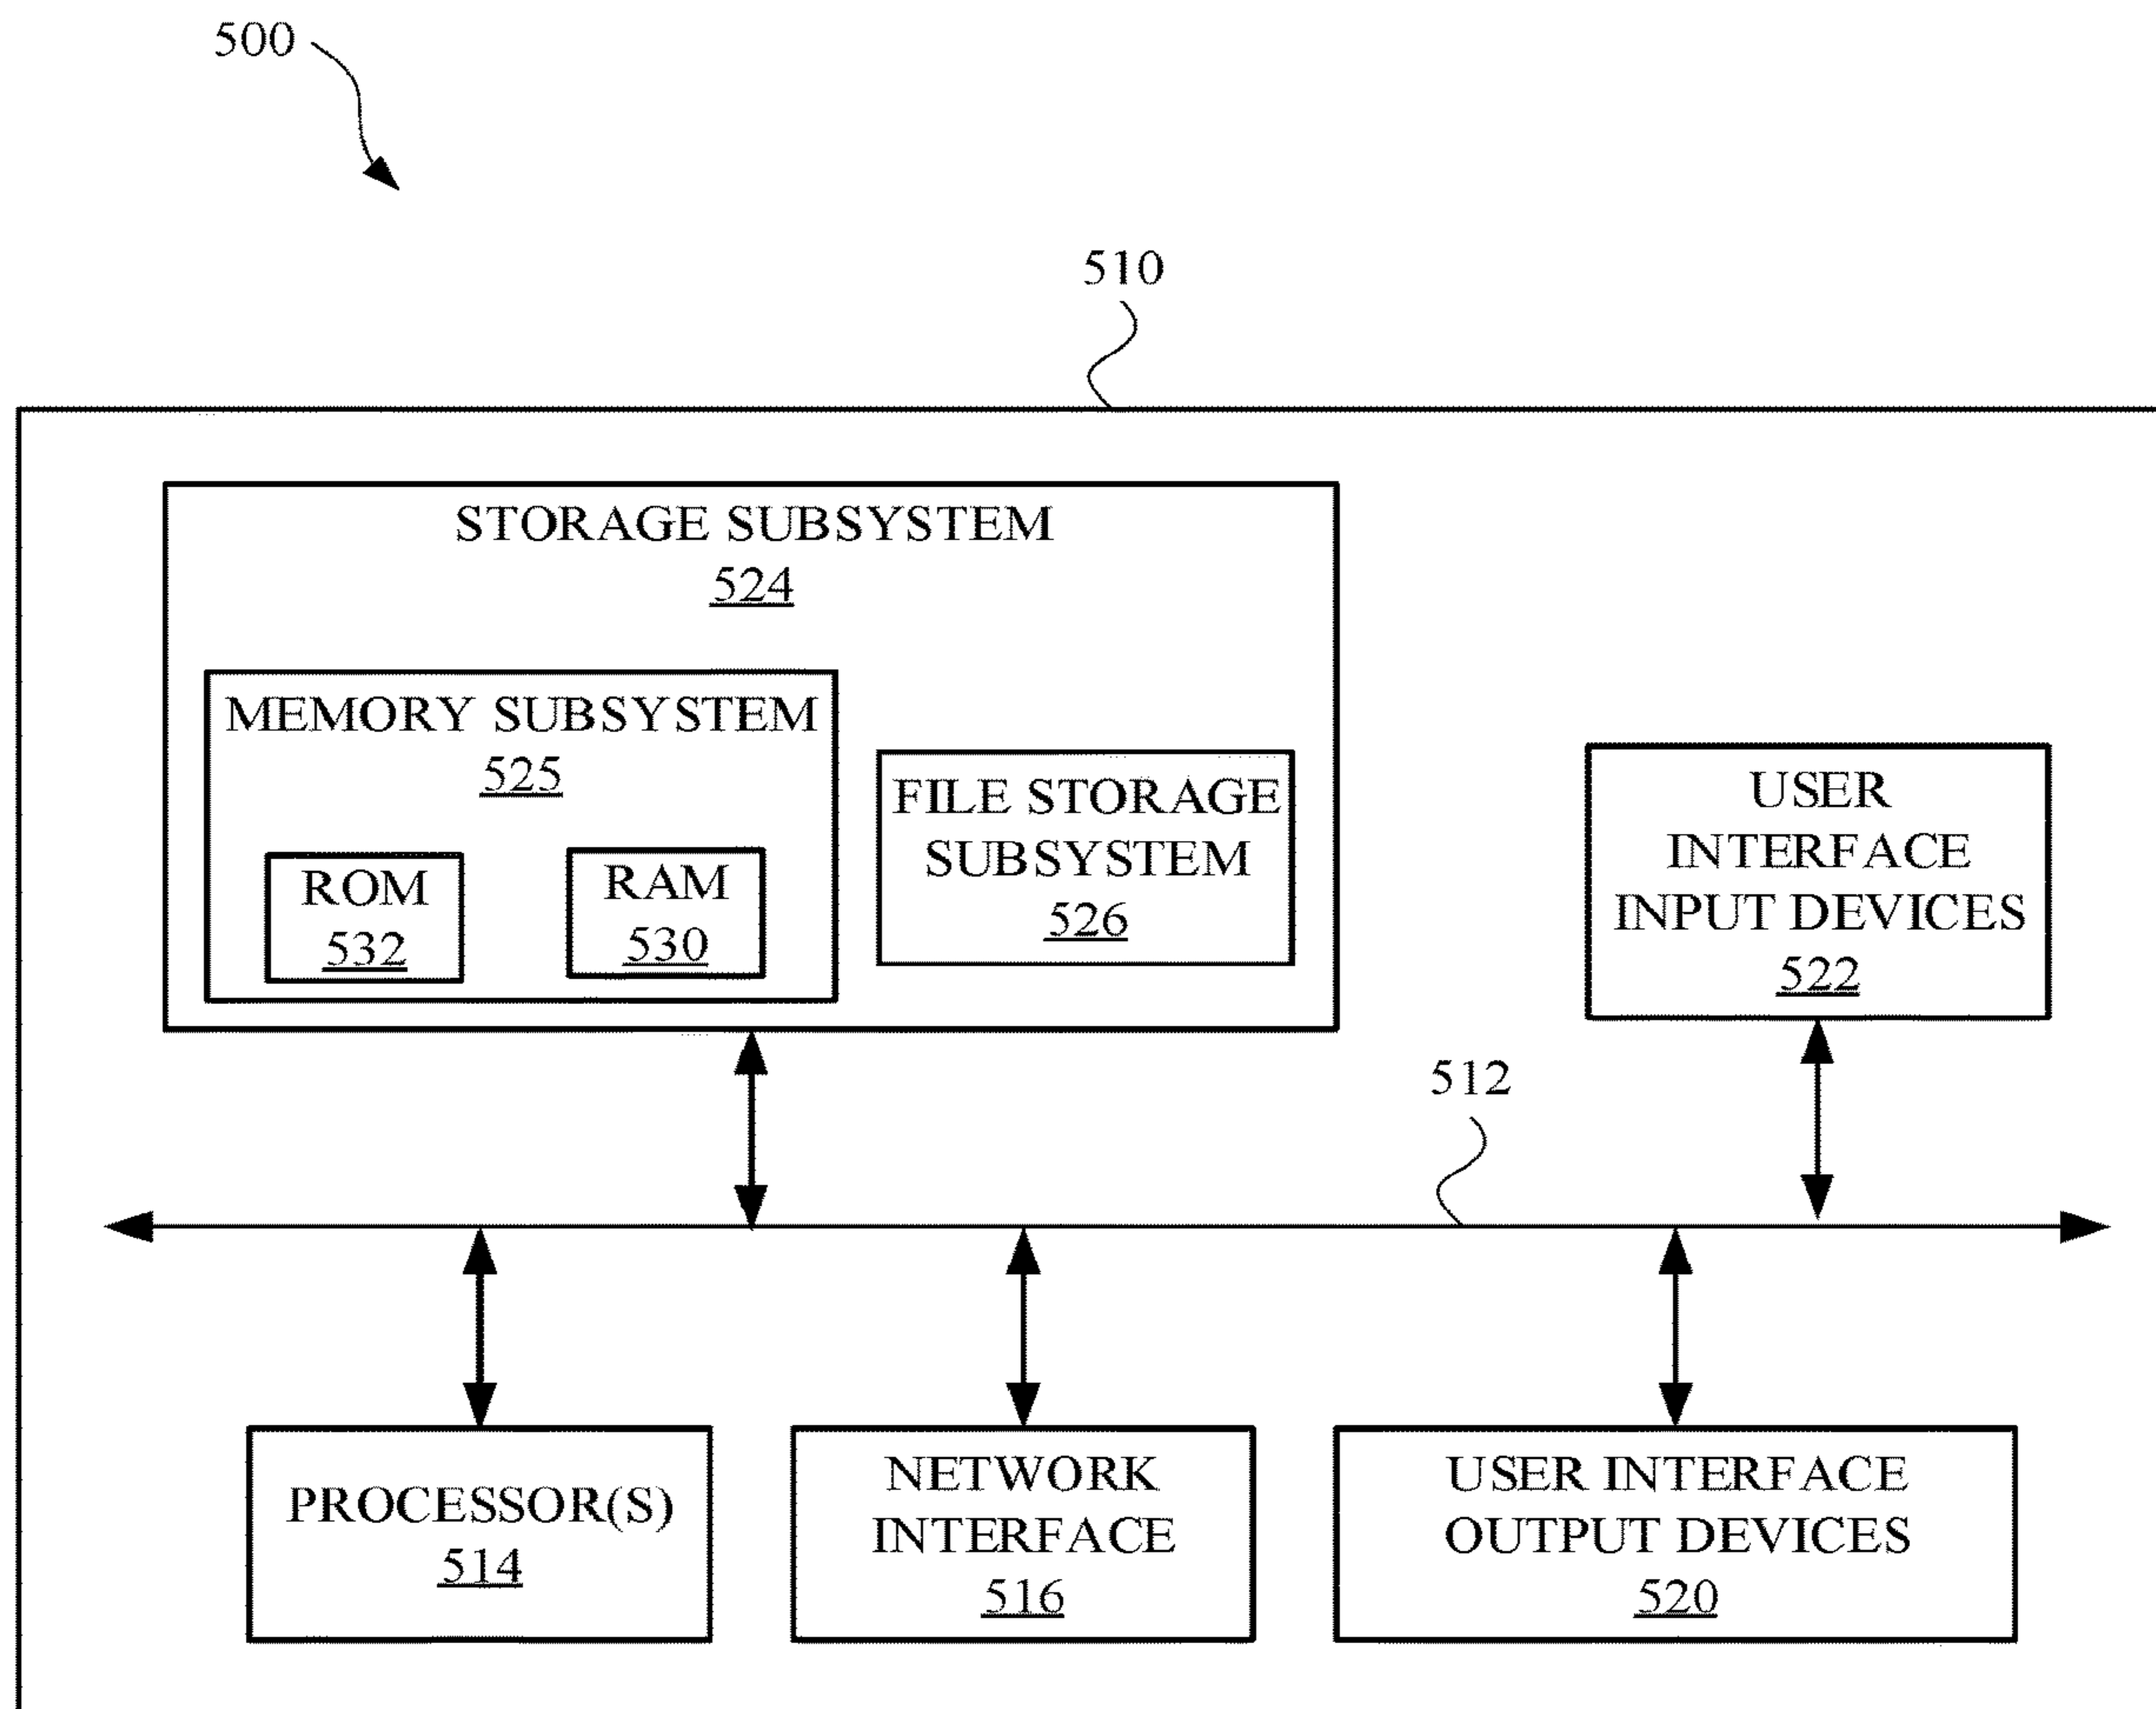 500
510
STORAGE SUBSYSTEM
524
MEMORY SUBSYSTEM
525
ROM
532
RAM
530
FILE STORAGE
SUBSYSTEM
526
USER
INTERFACE
INPUT DEVICES
522
512
PROCESSOR(S)
514
NETWORK
INTERFACE
516
USER INTERFACE
OUTPUT DEVICES
520